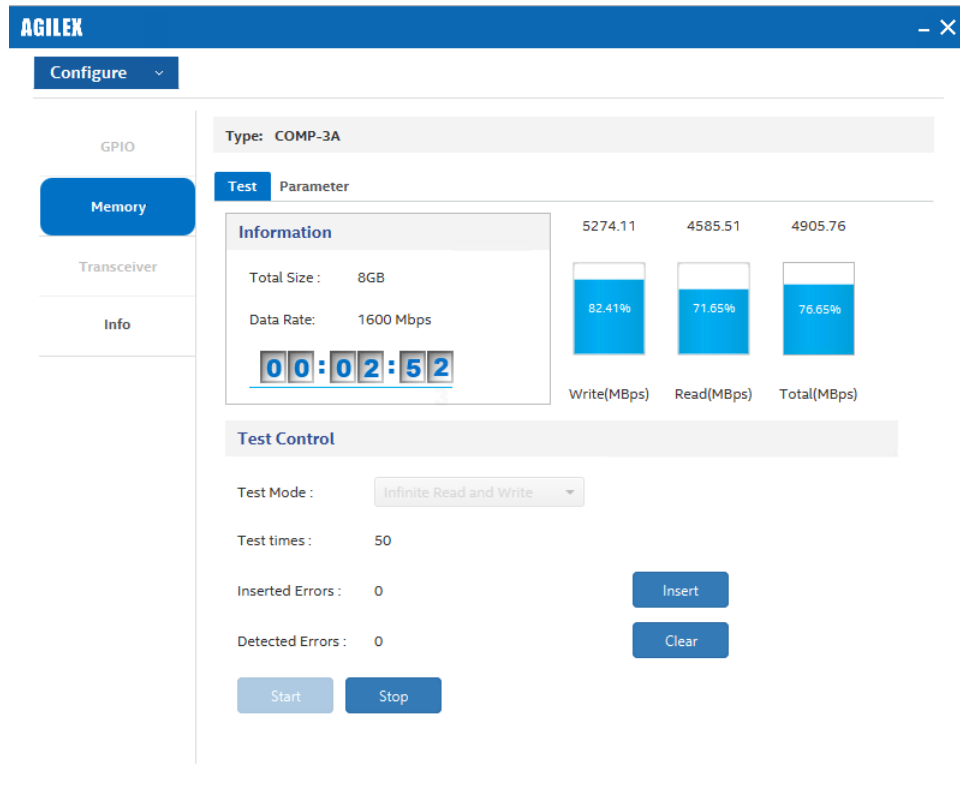 AGILEX
Configure
GPIO
Memory
Transceiver
Info
Type: COMP-3A
Test Parameter
Information
Total Size : 8GB
Data Rate: 1600 Mbps
00:02:52
5274.11 4585.51 4905.76
82.41% 71.65% 76.65%
Write(MBps) Read(MBps) Total(MBps)
Test Control
Test Mode : Infinite Read and Write
Test times : 50
Inserted Errors : 0 Insert
Detected Errors : 0 Clear
Start Stop